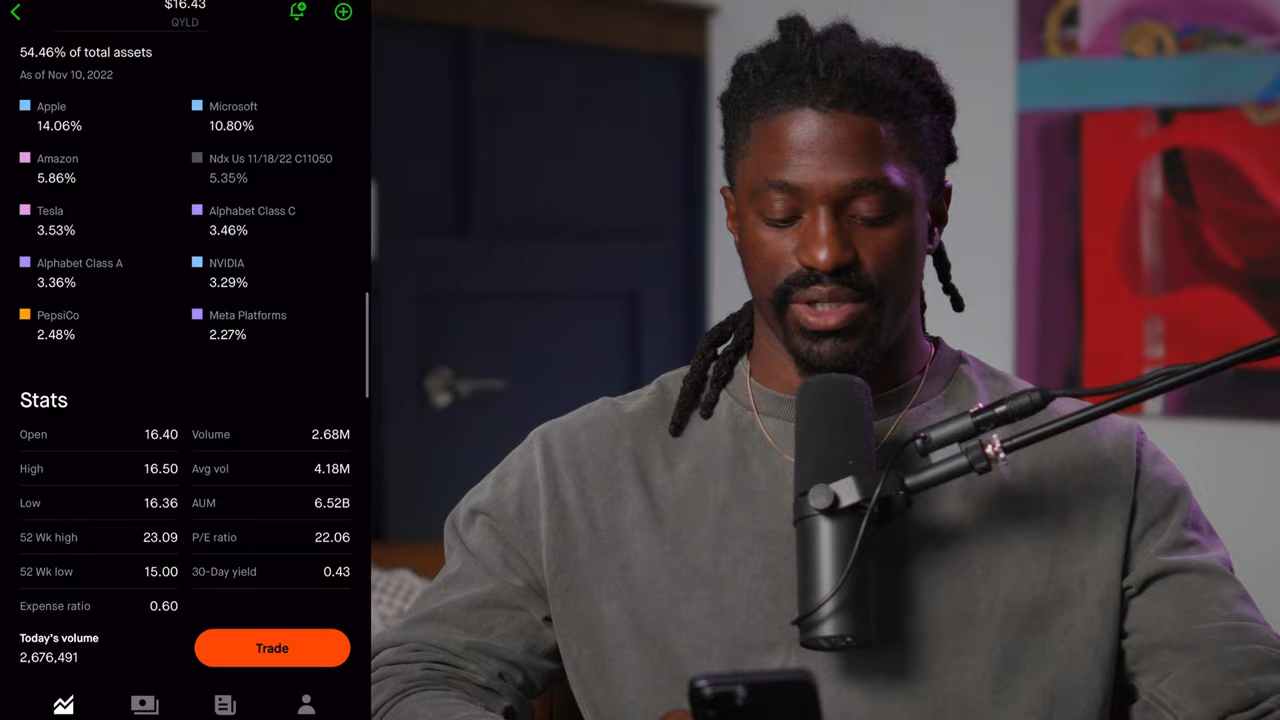 $16.43
QYLD
54.46% of total assets
As of Nov 10, 2022
Apple
14.06%
Microsoft
10.80%
Amazon
5.86%
Ndx Us 11/18/22 C11050
5.35%
Tesla
3.53%
Alphabet Class C
3.46%
Alphabet Class A
3.36%
NVIDIA
3.29%
PepsiCo
2.48%
Meta Platforms
2.27%
Stats
Open 16.40
Volume 2.68M
High 16.50
Avg vol 4.18M
Low 16.36
AUM 6.52B
52 Wk high 23.09
P/E ratio 22.06
52 Wk low 15.00
30-Day yield 0.43
Expense ratio 0.60
Today's volume
2,676,491
Trade